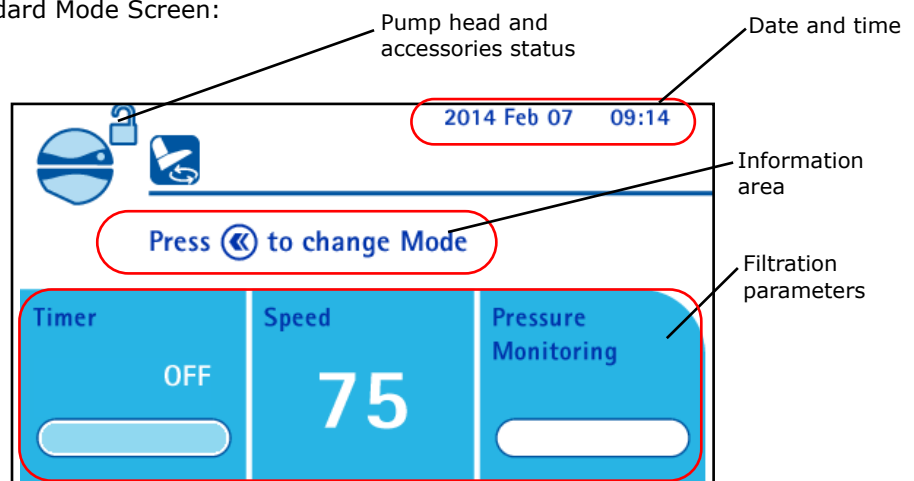 dard Mode Screen:
Pump head and
accessories status
Date and time
2014 Feb 07 09:14
Information
area
Press to change Mode
Filtration
parameters
Timer
OFF
Speed
75
Pressure
Monitoring